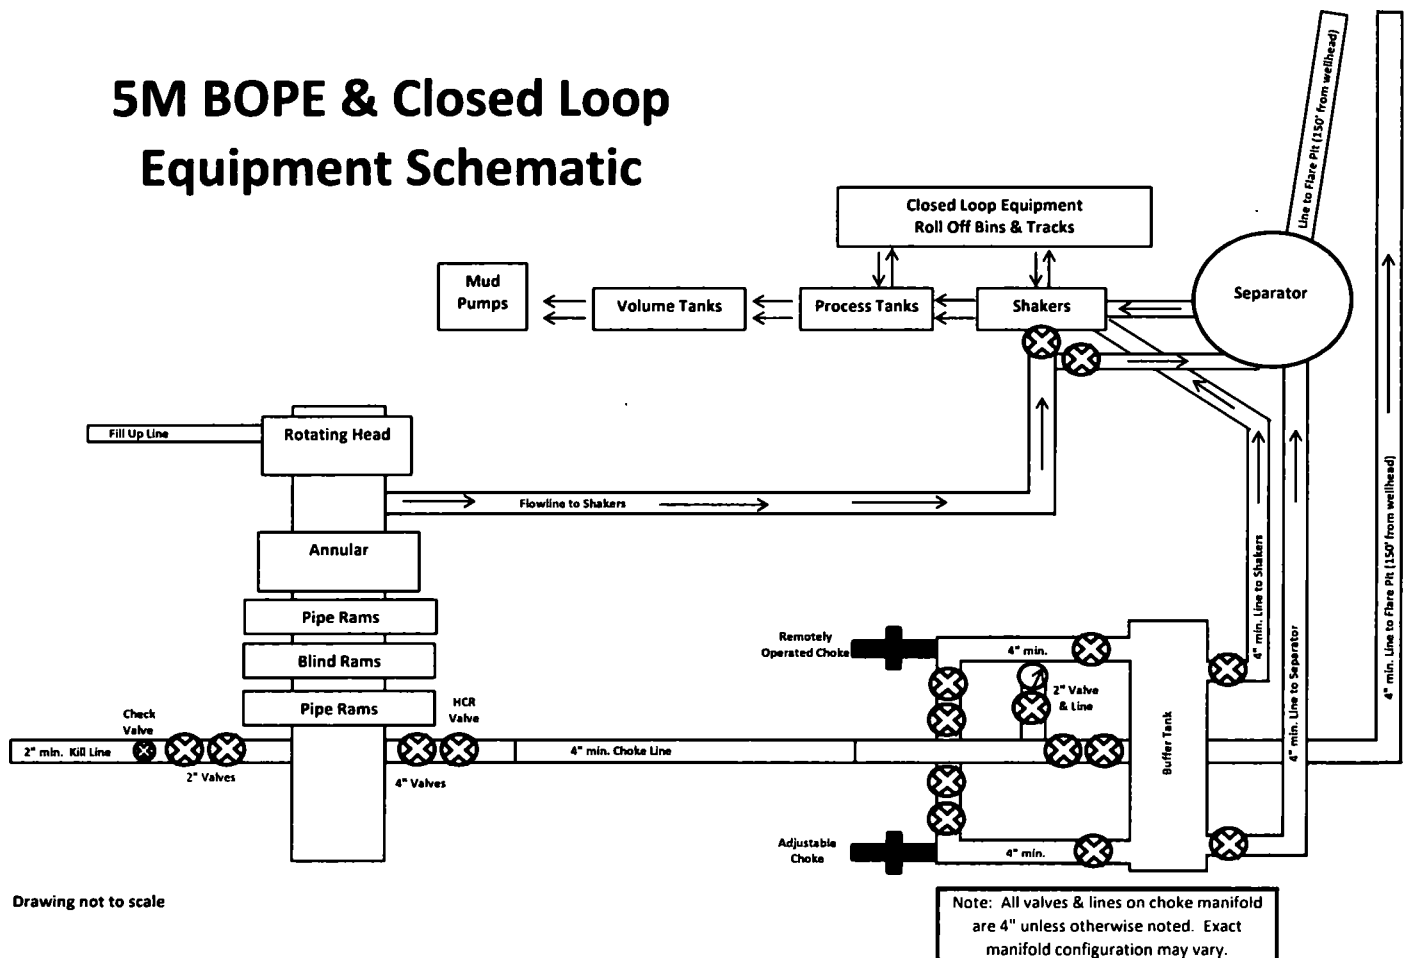 5M BOPE & Closed Loop
Equipment Schematic
Line to Flare Pit (150' from wellhead)
Closed Loop Equipment
Roll Off Bins & Tracks
Mud
Pumps
Volume Tanks
Process Tanks
Shakers
Separator
Fill Up Line
Rotating Head
Flowline to Shakers
Annular
Pipe Rams
Blind Rams
Pipe Rams
Check
Valve
2" min. Kill Line
2" Valves
HCR
Valve
4" Valves
4" min. Choke Line
Remotely
Operated Choke
4" min.
2" Valve
& Line
Buffer Tank
Adjustable
Choke
4" min.
4" min. Line to Shakers
4" min. Line to Separator
4" min. Line to Flare Pit (150' from wellhead)
Drawing not to scale
Note: All valves & lines on choke manifold
are 4" unless otherwise noted. Exact
manifold configuration may vary.